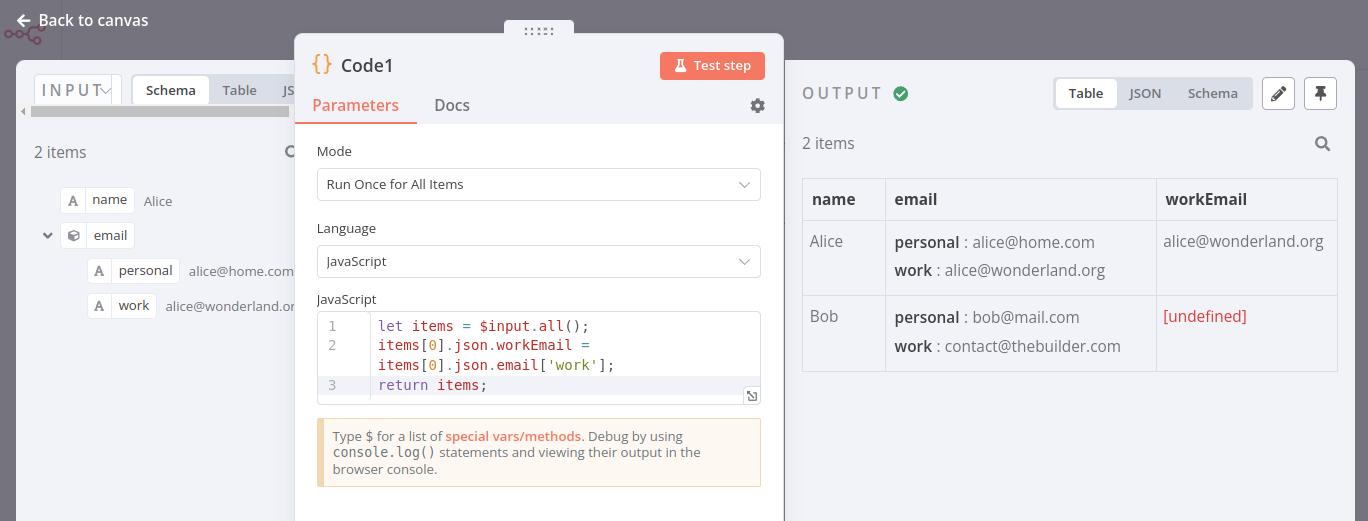 Back to canvas
INPUT
Schema
Table
JS
2 items
A name Alice
email
A personal alice@home.com
A work alice@wonderland.or
{} Code1
Test step
Parameters
Docs
Mode
Run Once for All Items
Language
JavaScript
JavaScript
1 let items = $input.all();
2 items[0].json.workEmail =
items[0].json.email['work'];
3 return items;
Type $ for a list of special vars/methods. Debug by using
console.log() statements and viewing their output in the
browser console.
OUTPUT
Table
JSON
Schema
2 items
name email workEmail
Alice personal : alice@home.com alice@wonderland.org
work : alice@wonderland.org
Bob personal : bob@mail.com [undefined]
work : contact@thebuilder.com